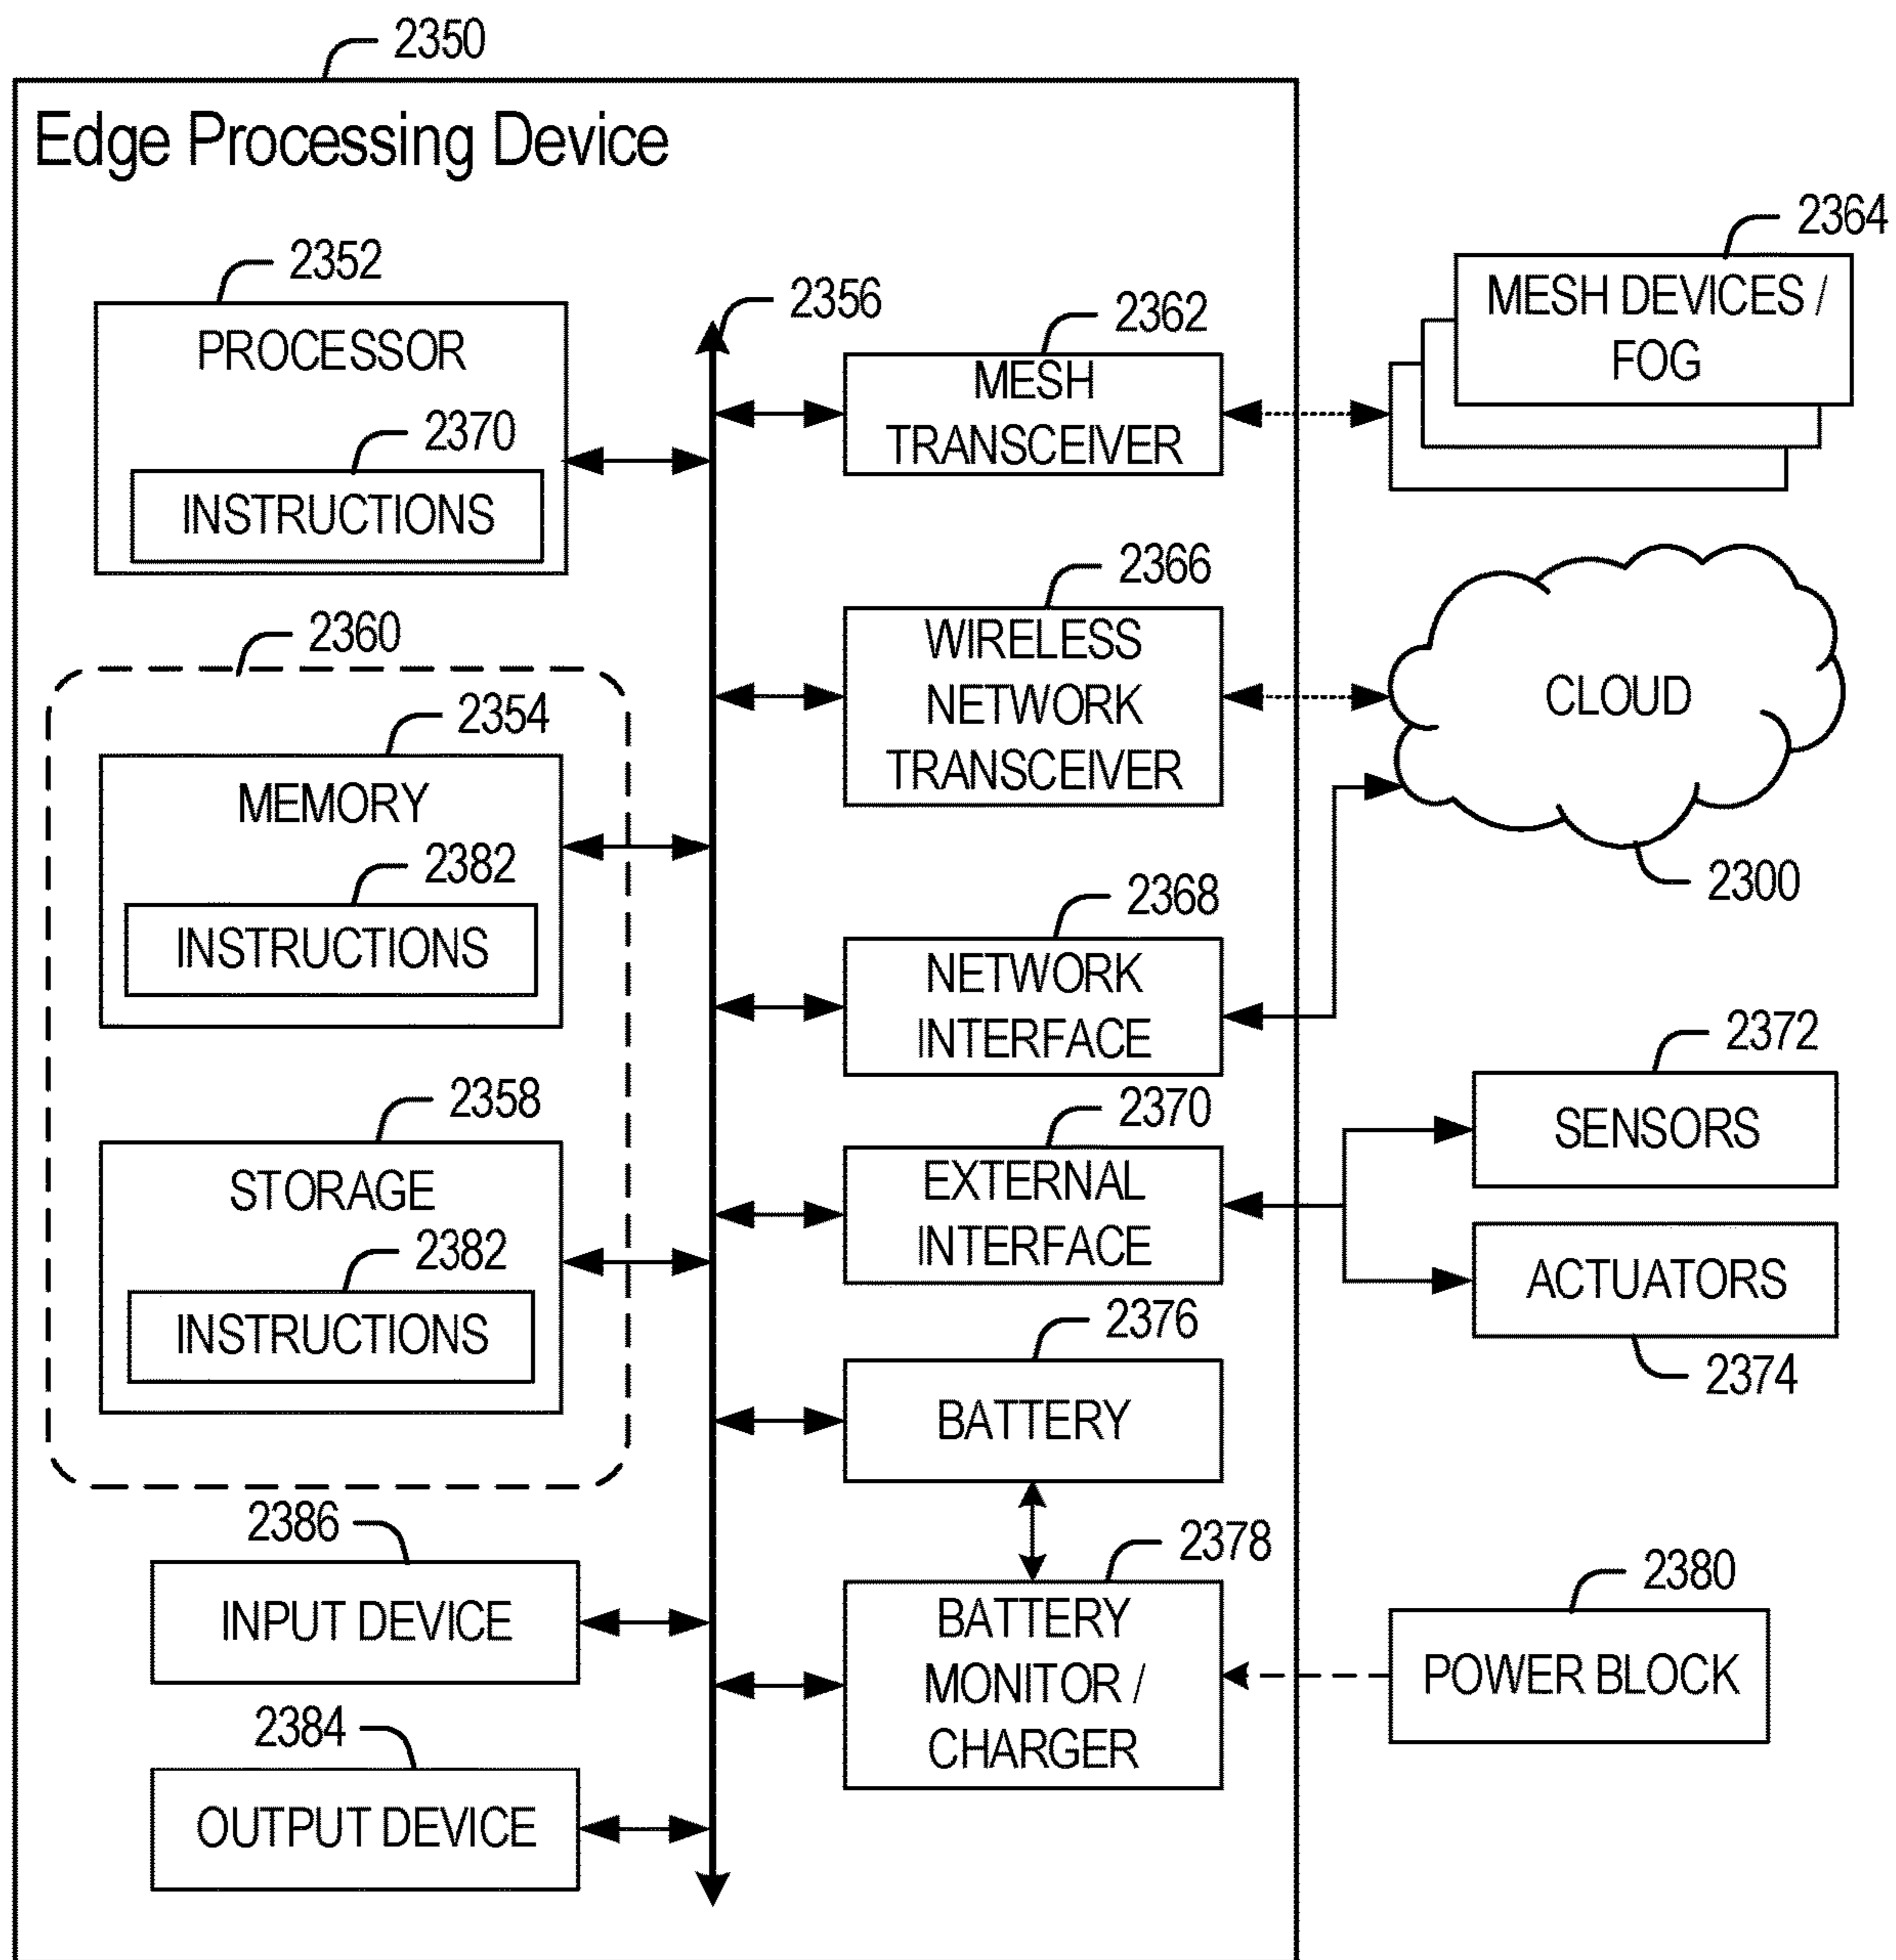 2350
Edge Processing Device
2352
PROCESSOR
2370
INSTRUCTIONS
2360
2354
MEMORY
2382
INSTRUCTIONS
2358
STORAGE
2382
INSTRUCTIONS
2386
INPUT DEVICE
2384
OUTPUT DEVICE
2356
2362
MESH
TRANSCEIVER
2366
WIRELESS
NETWORK
TRANSCEIVER
2368
NETWORK
INTERFACE
2370
EXTERNAL
INTERFACE
2376
BATTERY
2378
BATTERY
MONITOR /
CHARGER
2364
MESH DEVICES /
FOG
CLOUD
2300
2372
SENSORS
ACTUATORS
2374
2380
POWER BLOCK